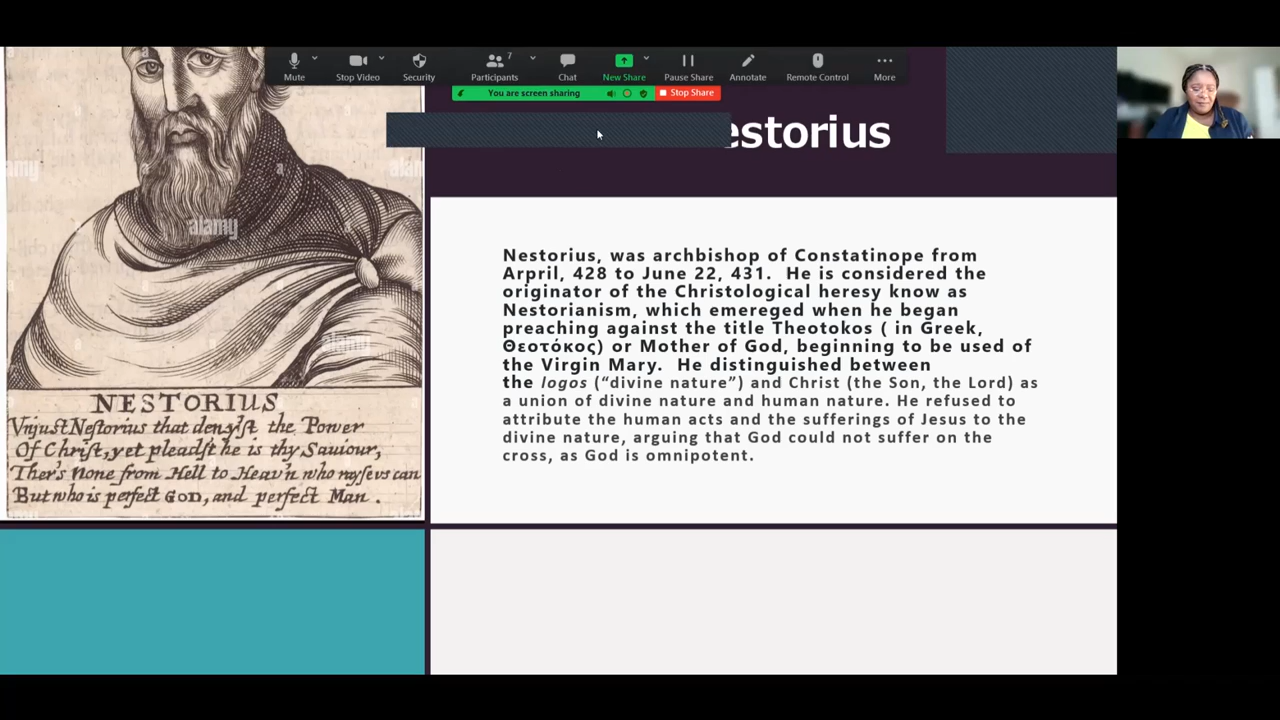 7
Mute
Stop Video
Security
Participants
Chat
New Share
Pause Share
Annotate
Remote Control
More
You are screen sharing
Stop Share
estorius
Nestorius, was archbishop of Constatinope from
Arpril, 428 to June 22, 431.  He is considered the
originator of the Christological heresy know as
Nestorianism, which emereged when he began
preaching against the title Theotokos ( in Greek,
Θεοτόκος) or Mother of God, beginning to be used of
the Virgin Mary.  He distinguished between
the logos (“divine nature”) and Christ (the Son, the Lord) as
a union of divine nature and human nature. He refused to
attribute the human acts and the sufferings of Jesus to the
divine nature, arguing that God could not suffer on the
cross, as God is omnipotent.
alamy
NESTORIUS
Vnjust Nestorius that denyst the Power
Of Christ, yet pleadst he is thy Saviour,
Ther's none from Hell to Heav'n who can
But who is perfect GOD, and perfect Man.